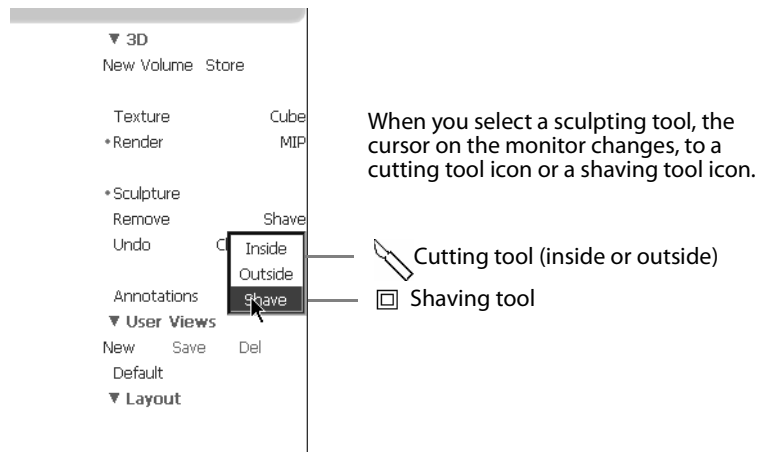 ▼ 3D
New Volume Store
Texture Cube
•Render MIP
•Sculpture
Remove Shave
Undo
Inside
Outside
Annotations
Shave
▼ User Views
New Save Del
Default
▼ Layout
When you select a sculpting tool, the
cursor on the monitor changes, to a
cutting tool icon or a shaving tool icon.
Cutting tool (inside or outside)
Shaving tool